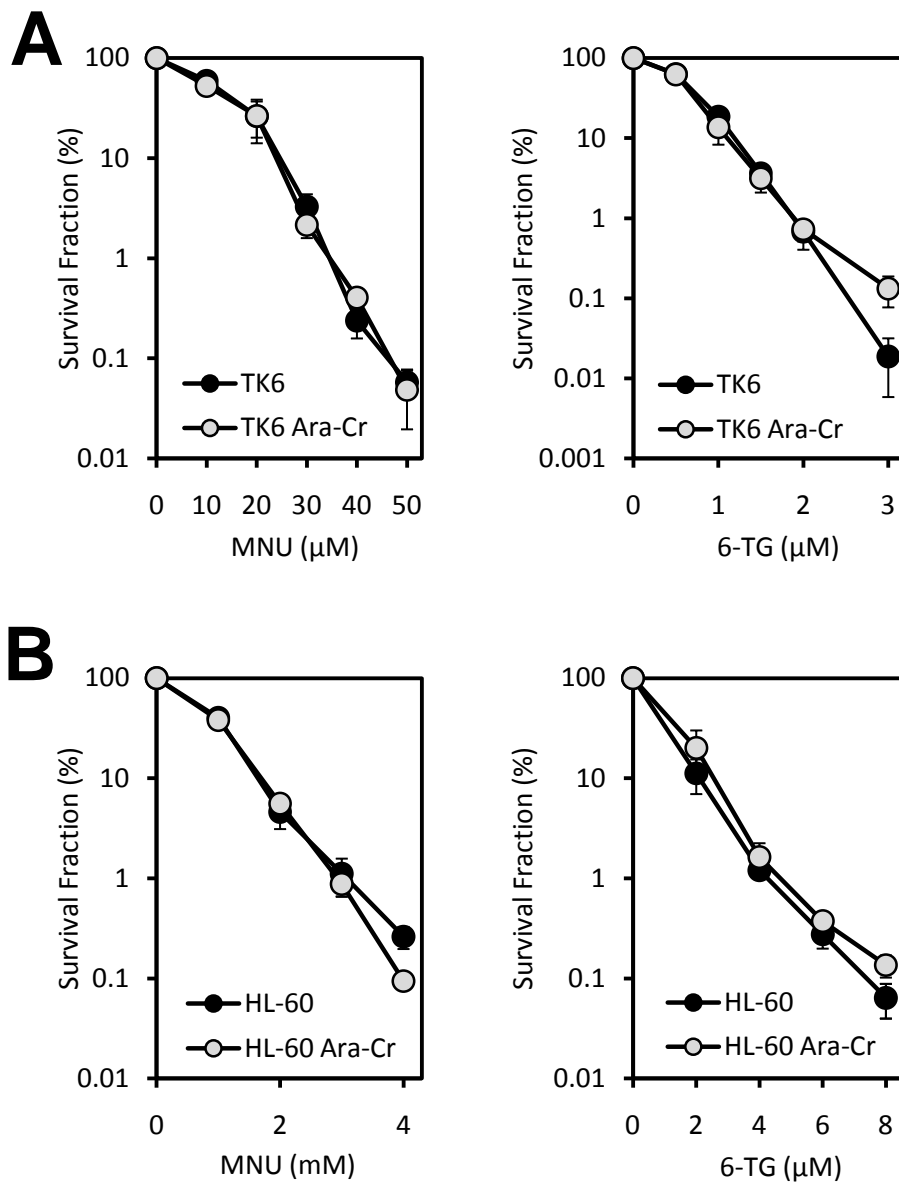 A
100
10
1
0.1
0.01
Survival Fraction (%)
TK6
TK6 Ara-Cr
0 10 20 30 40 50
MNU (µM)
100
10
1
0.1
0.01
0.001
Survival Fraction (%)
TK6
TK6 Ara-Cr
0 1 2 3
6-TG (µM)
B
100
10
1
0.1
0.01
Survival Fraction (%)
HL-60
HL-60 Ara-Cr
0 2 4
MNU (mM)
100
10
1
0.1
0.01
Survival Fraction (%)
HL-60
HL-60 Ara-Cr
0 2 4 6 8
6-TG (µM)